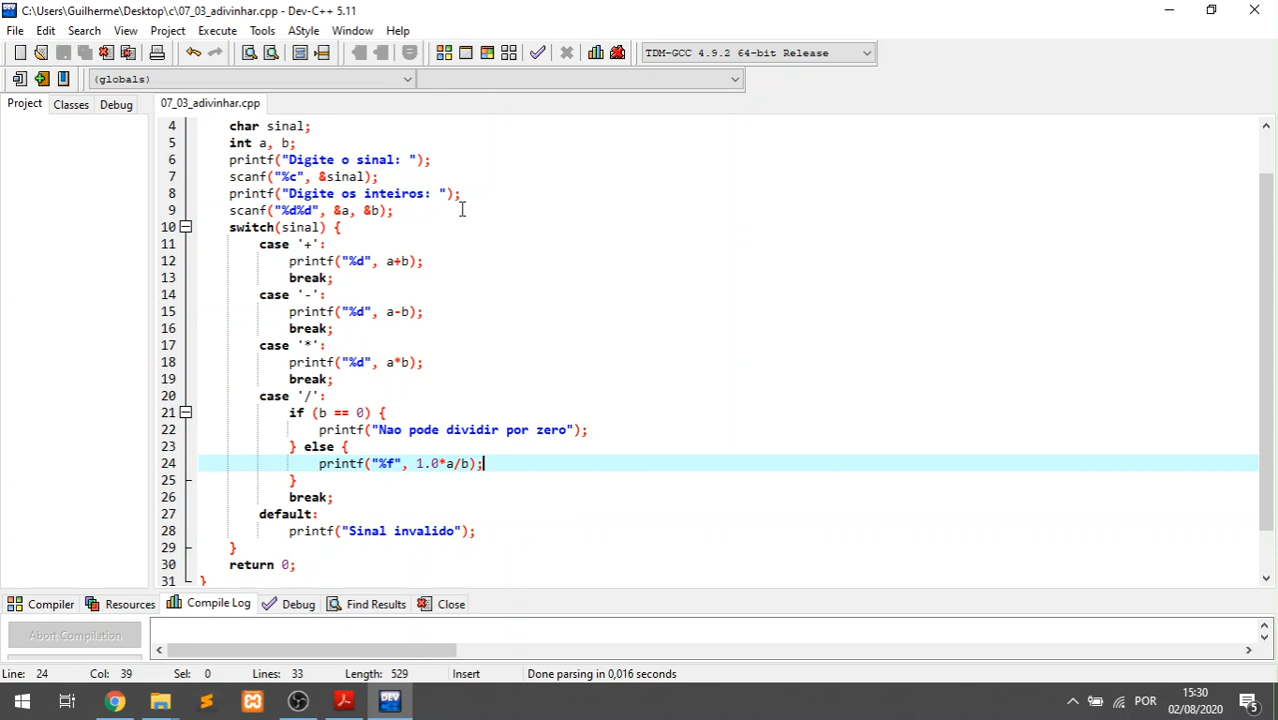 C:\Users\Guilherme\Desktop\c\07_03_adivinhar.cpp - Dev-C++ 5.11
File Edit Search View Project Execute Tools AStyle Window Help
TDM-GCC 4.9.2 64-bit Release
(globals)
Project Classes Debug 07_03_adivinhar.cpp
4 char sinal;
5 int a, b;
6 printf("Digite o sinal: ");
7 scanf("%c", &sinal);
8 printf("Digite os inteiros: ");
9 scanf("%d%d", &a, &b);
10 switch(sinal) {
11 case '+':
12 printf("%d", a+b);
13 break;
14 case '-':
15 printf("%d", a-b);
16 break;
17 case '*':
18 printf("%d", a*b);
19 break;
20 case '/':
21 if (b == 0) {
22 printf("Nao pode dividir por zero");
23 } else {
24 printf("%f", 1.0*a/b);
25 }
26 break;
27 default:
28 printf("Sinal invalido");
29 }
30 return 0;
31 }
Compiler Resources Compile Log Debug Find Results Close
Abort Compilation
Line: 24 Col: 39 Sel: 0 Lines: 33 Length: 529 Insert Done parsing in 0,016 seconds
DEV POR 15:30
02/08/2020 5